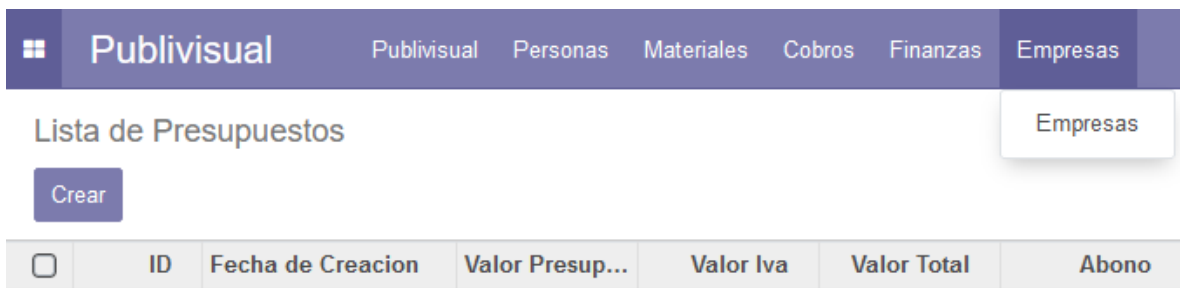 Publivisual Publivisual Personas Materiales Cobros Finanzas Empresas
Lista de Presupuestos
Empresas
Crear
ID Fecha de Creacion Valor Presup... Valor Iva Valor Total Abono